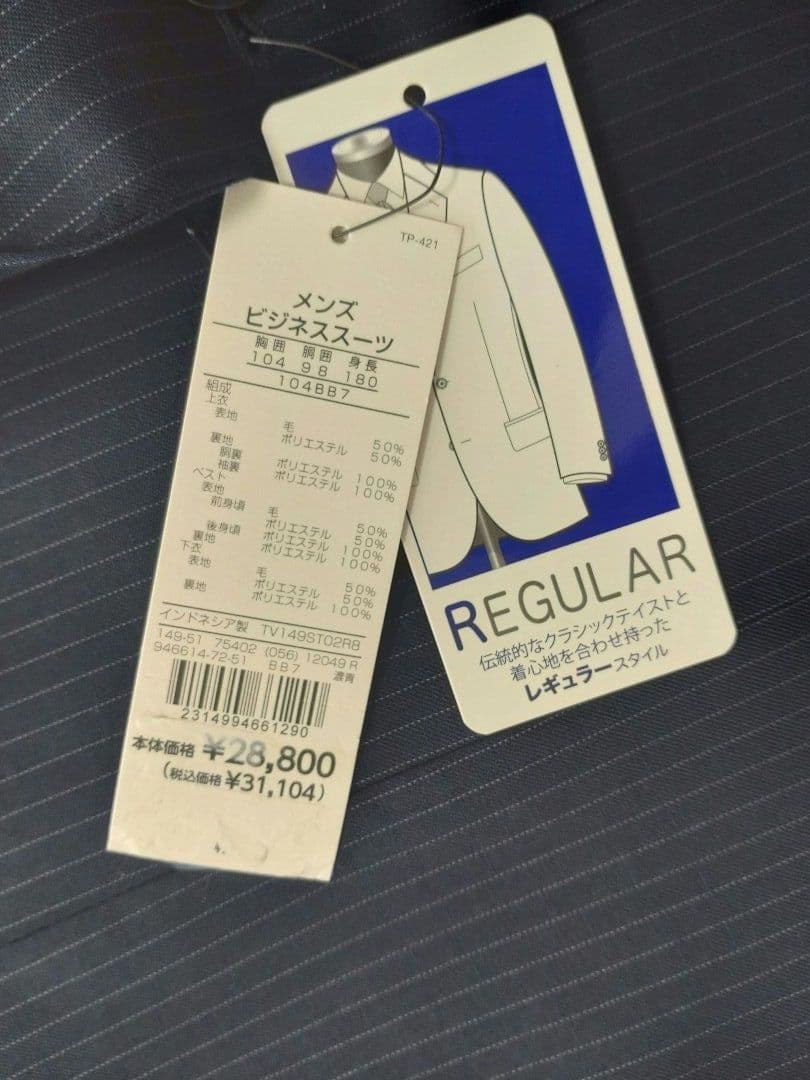 TP-421
メンズ
ビジネススーツ
胸囲 胴囲 身長
104 98 180
104BB7
組成
上衣
表地
毛 50%
ポリエステル 50%
裏地
胴裏 ポリエステル 100%
袖裏 ポリエステル 100%
ベスト
表地
前身頃 毛 50%
ポリエステル 50%
後身頃 ポリエステル 100%
裏地 ポリエステル 100%
下衣
表地 毛 50%
ポリエステル 50%
裏地 ポリエステル 100%
インドネシア製 TV149ST02R8
149-51 75402 (056) 12049 R
946614-72-51 BB7 濃青
2314994661290
本体価格 ¥28,800
(税込価格 ¥31,104)
REGULAR
伝統的なクラシックテイストと
着心地を合わせ持った
レギュラースタイル